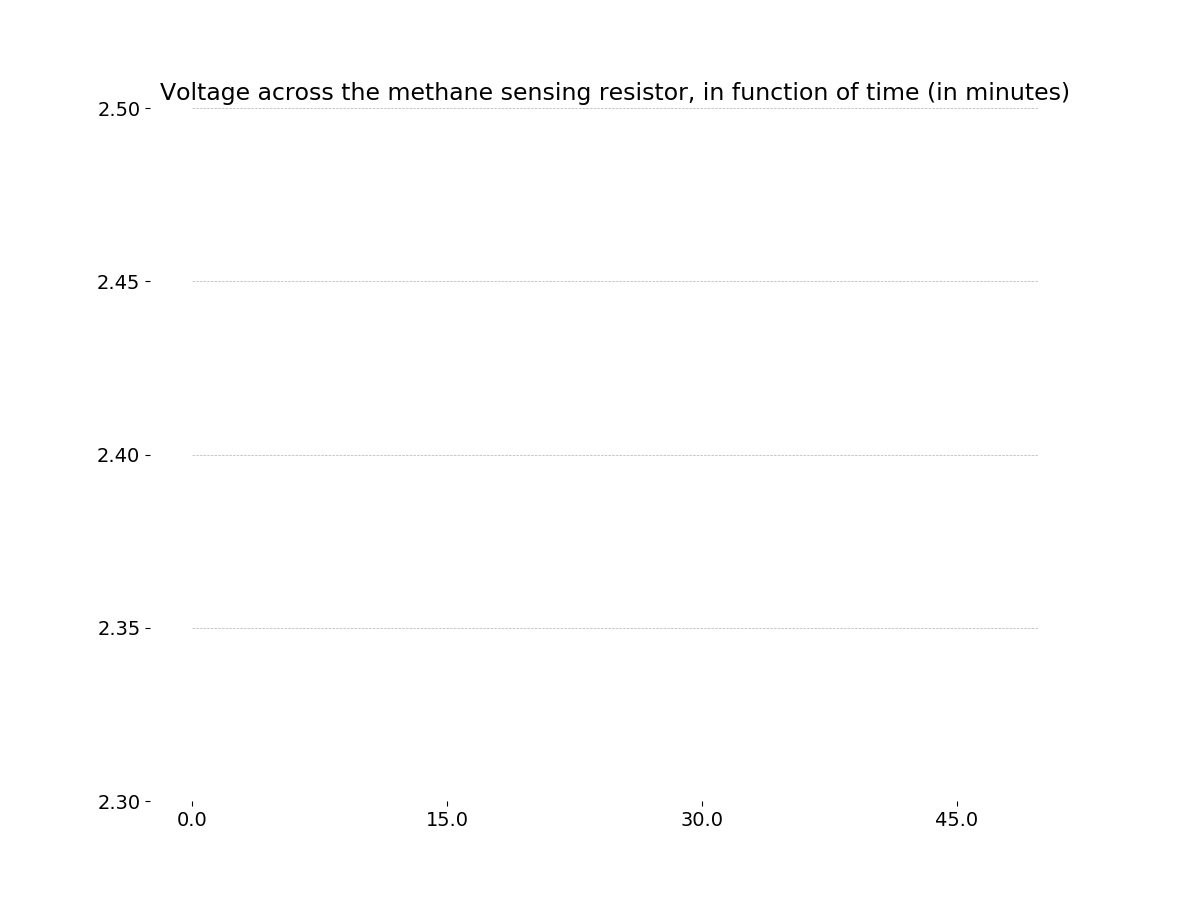 Voltage across the methane sensing resistor, in function of time (in minutes)
2.50
2.45
2.40
2.35
2.30
0.0 15.0 30.0 45.0